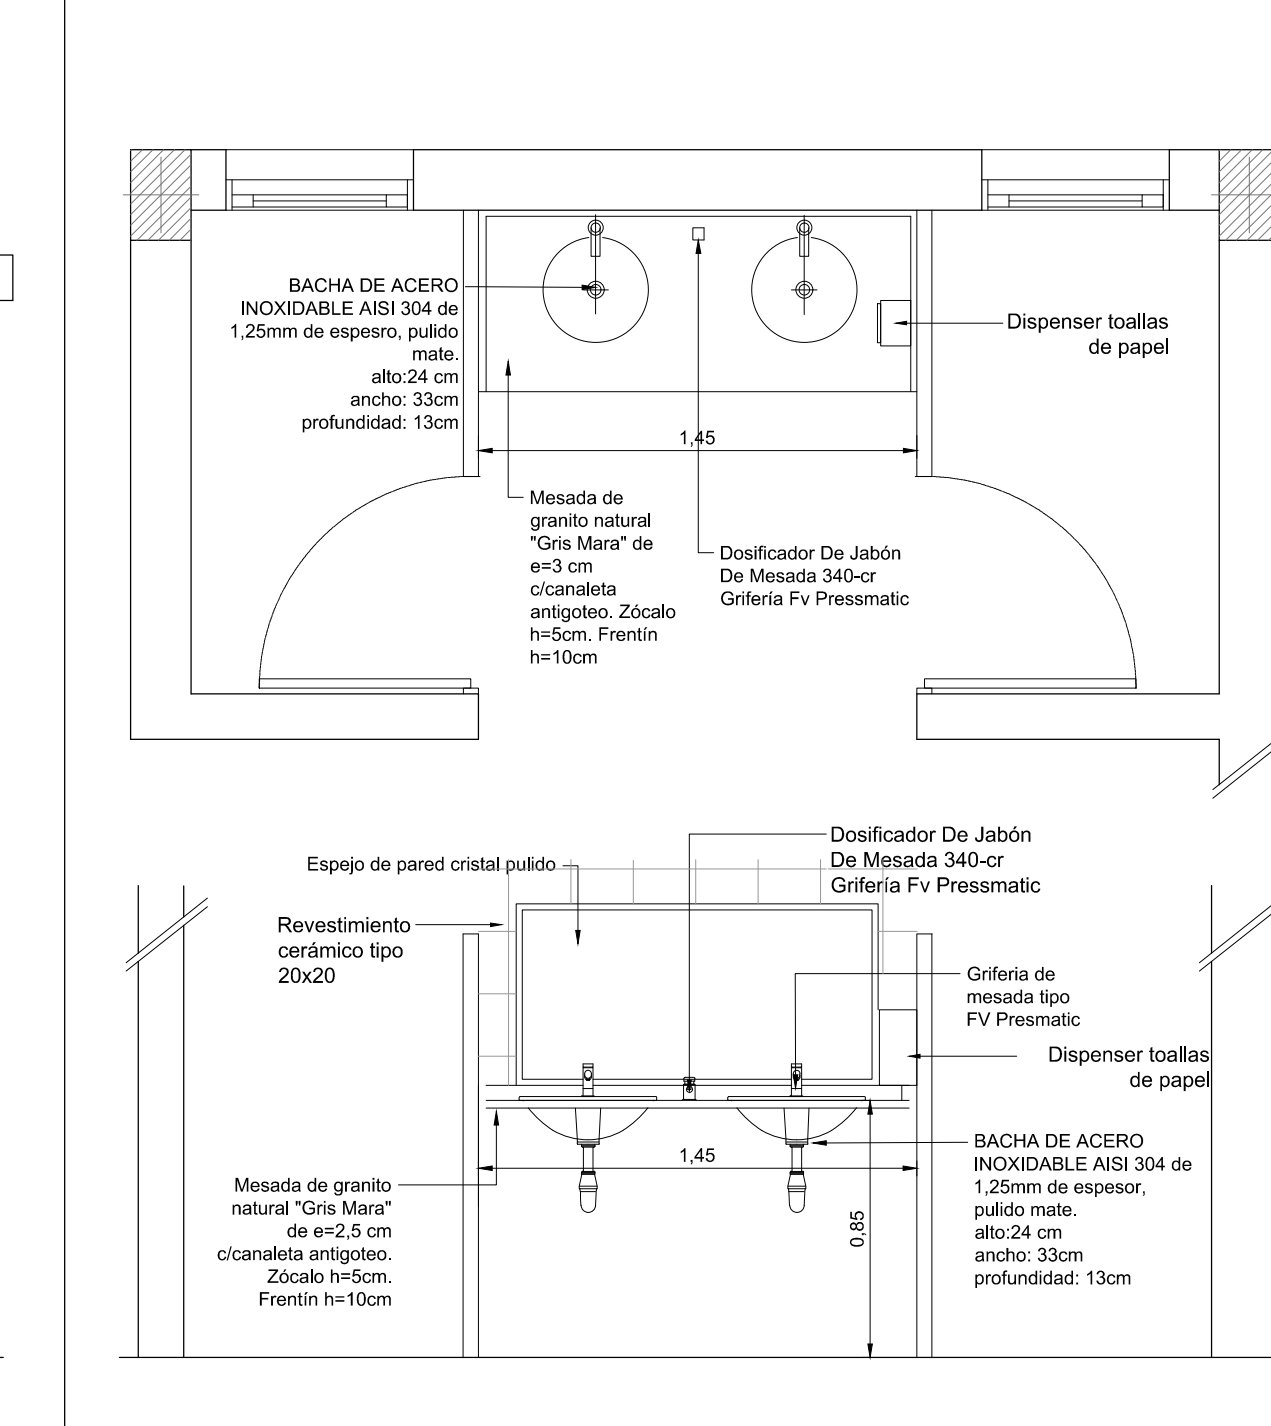 BACHA DE ACERO
INOXIDABLE AISI 304 de
1,25mm de espesro, pulido
mate.
alto:24 cm
ancho: 33cm
profundidad: 13cm
Dispenser toallas
de papel
1,45
Mesada de
granito natural
"Gris Mara" de
e=3 cm
c/canaleta
antigoteo. Zócalo
h=5cm. Frentín
h=10cm
Dosificador De Jabón
De Mesada 340-cr
Grifería Fv Pressmatic
Dosificador De Jabón
De Mesada 340-cr
Grifería Fv Pressmatic
Espejo de pared cristal pulido
Revestimiento
cerámico tipo
20x20
Griferia de
mesada tipo
FV Presmatic
Dispenser toallas
de papel
BACHA DE ACERO
INOXIDABLE AISI 304 de
1,25mm de espesor,
pulido mate.
alto:24 cm
ancho: 33cm
profundidad: 13cm
1,45
0,85
Mesada de granito
natural "Gris Mara"
de e=2,5 cm
c/canaleta antigoteo.
Zócalo h=5cm.
Frentín h=10cm